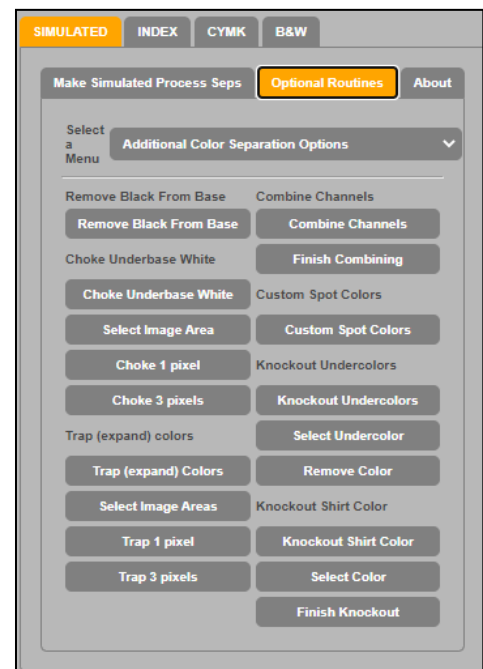 SIMULATED INDEX CYMK B&W
Make Simulated Process Seps Optional Routines About
Select
a
Menu
Additional Color Separation Options
Remove Black From Base
Remove Black From Base
Choke Underbase White
Choke Underbase White
Select Image Area
Choke 1 pixel
Choke 3 pixels
Trap (expand) colors
Trap (expand) Colors
Select Image Areas
Trap 1 pixel
Trap 3 pixels
Combine Channels
Combine Channels
Finish Combining
Custom Spot Colors
Custom Spot Colors
Knockout Undercolors
Knockout Undercolors
Select Undercolor
Remove Color
Knockout Shirt Color
Knockout Shirt Color
Select Color
Finish Knockout